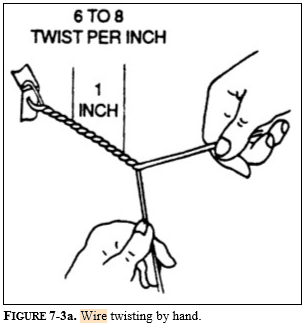 6 TO 8
TWIST PER INCH
1
INCH
FIGURE 7-3a. Wire twisting by hand.